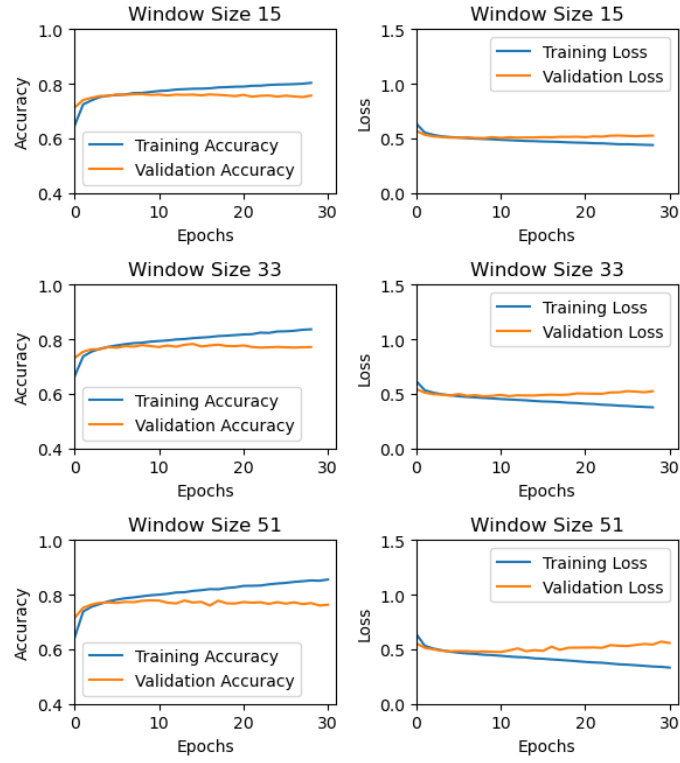 Window Size 15
1.0
0.8
0.6
0.4
Accuracy
Training Accuracy
Validation Accuracy
0 10 20 30
Epochs
Window Size 15
1.5
1.0
0.5
0.0
Loss
Training Loss
Validation Loss
0 10 20 30
Epochs
Window Size 33
1.0
0.8
0.6
0.4
Accuracy
Training Accuracy
Validation Accuracy
0 10 20 30
Epochs
Window Size 33
1.5
1.0
0.5
0.0
Loss
Training Loss
Validation Loss
0 10 20 30
Epochs
Window Size 51
1.0
0.8
0.6
0.4
Accuracy
Training Accuracy
Validation Accuracy
0 10 20 30
Epochs
Window Size 51
1.5
1.0
0.5
0.0
Loss
Training Loss
Validation Loss
0 10 20 30
Epochs